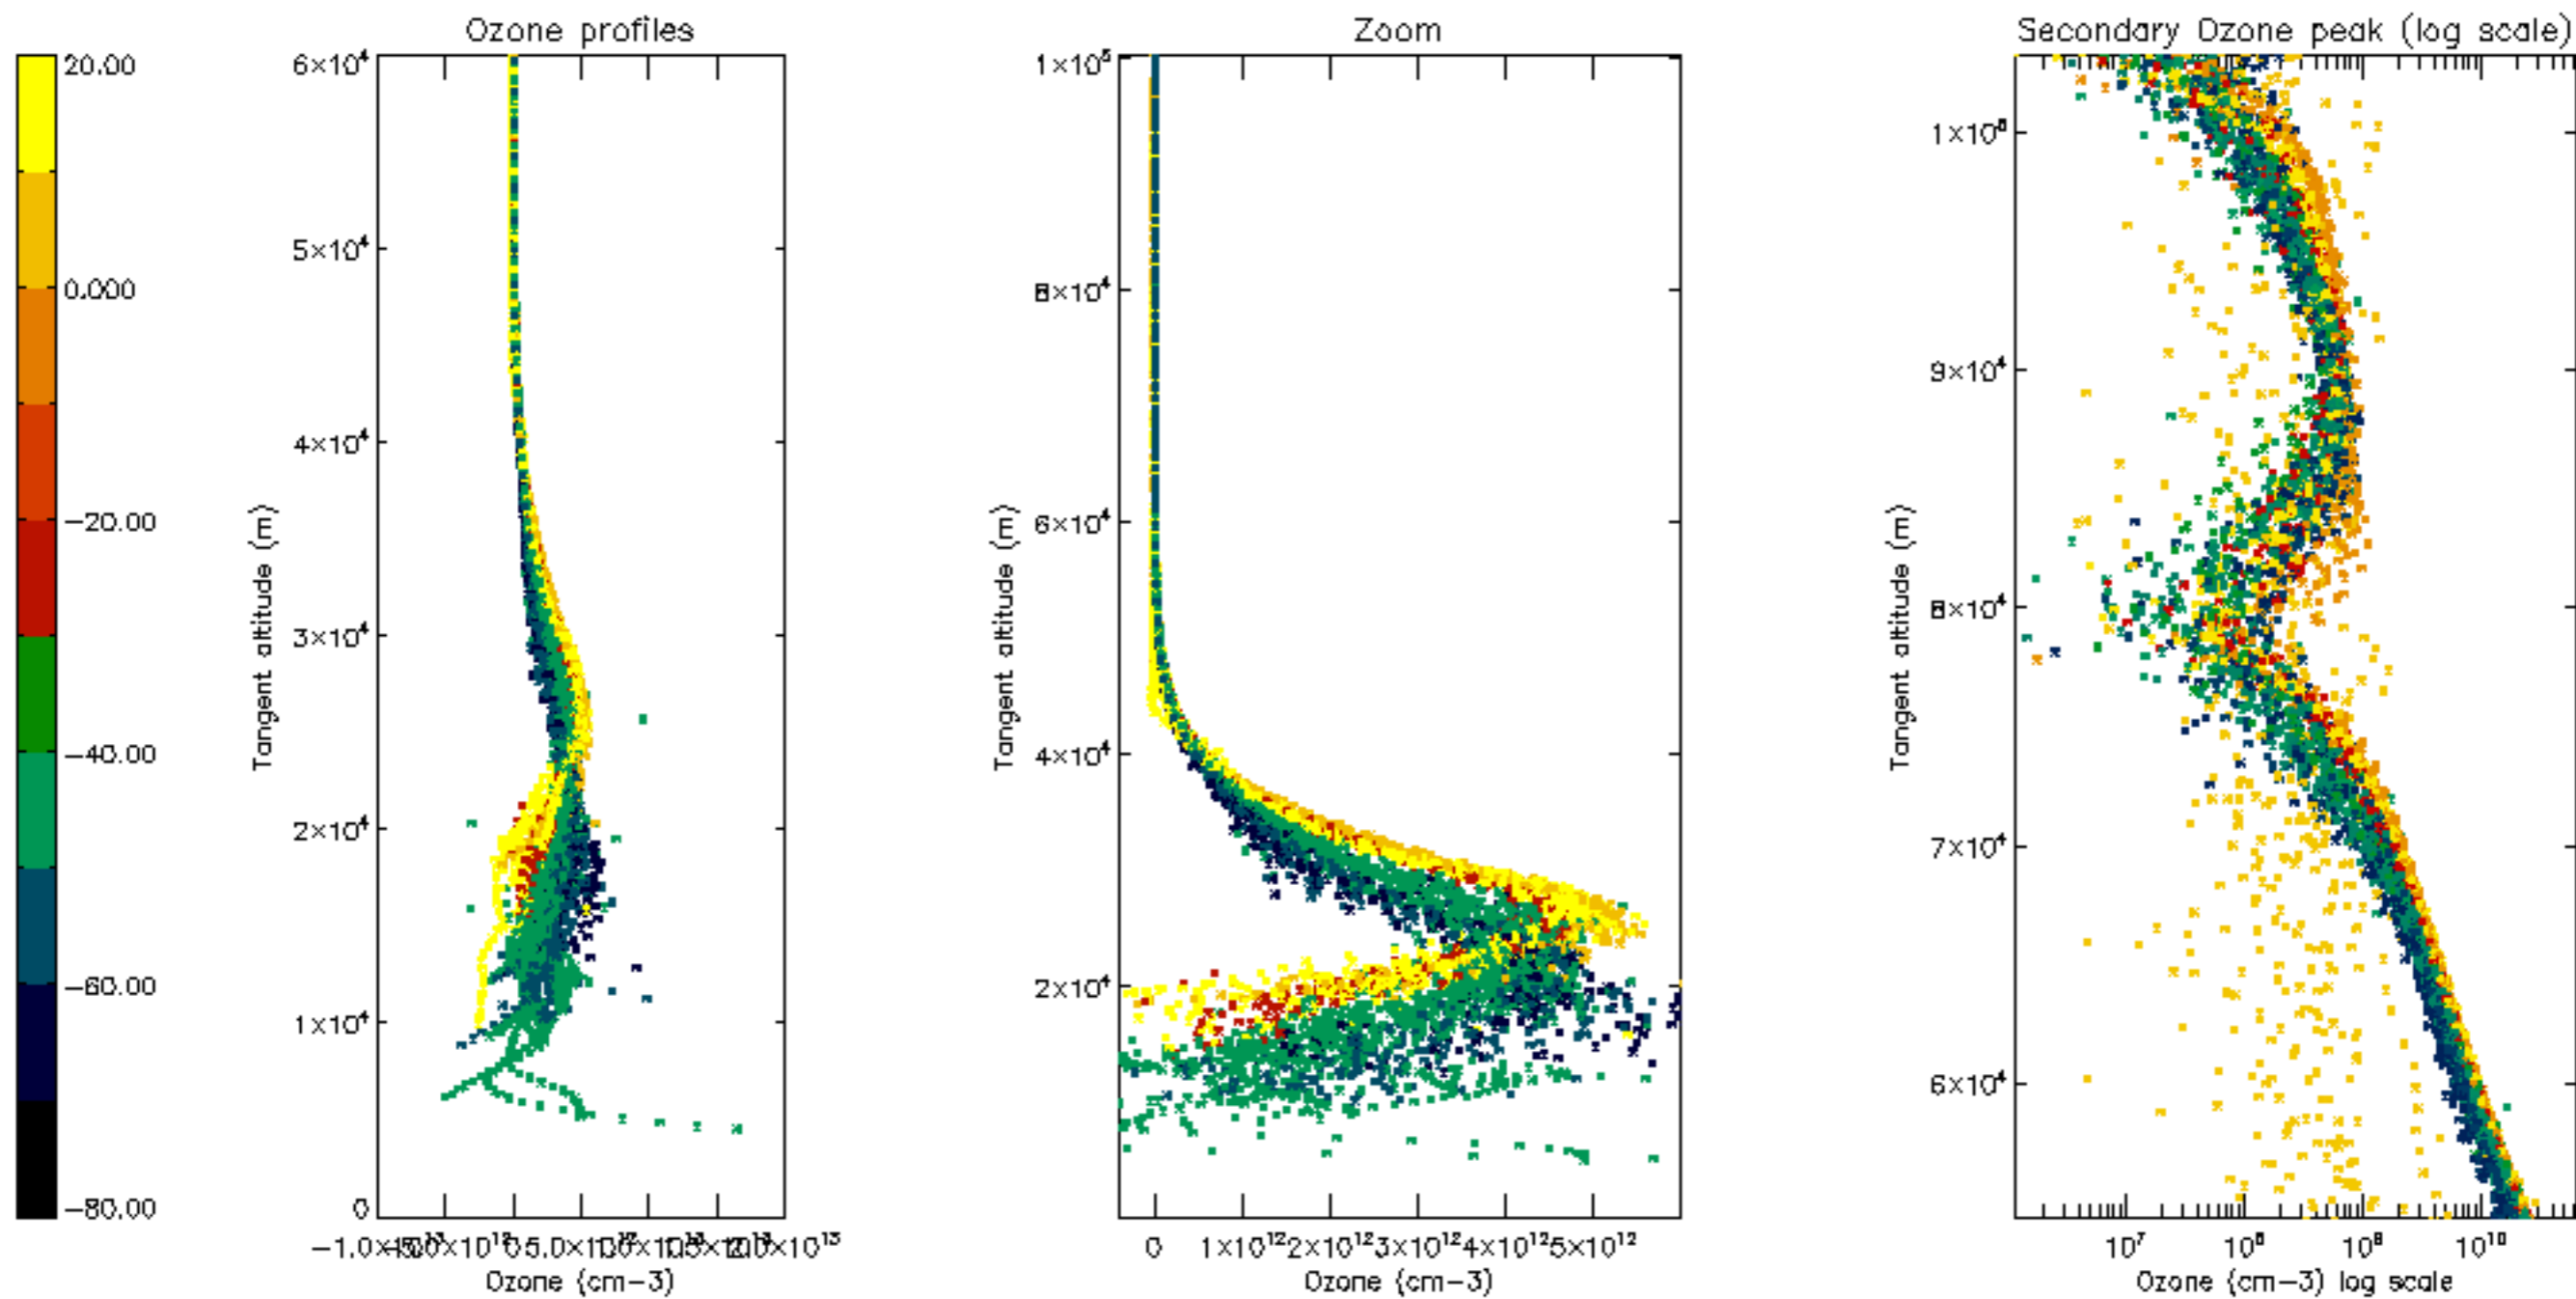 Ozone profiles
Zoom
Secondary Ozone peak (log scale)
20.00
0.000
−20.00
−40.00
−60.00
−80.00
6×10⁴
5×10⁴
4×10⁴
3×10⁴
2×10⁴
1×10⁴
0
Tangent altitude (m)
Ozone (cm−3)
1×10⁵
8×10⁴
6×10⁴
4×10⁴
2×10⁴
Tangent altitude (m)
0 1×10¹² 2×10¹² 3×10¹² 4×10¹² 5×10¹²
Ozone (cm−3)
9×10⁴
8×10⁴
7×10⁴
6×10⁴
Tangent altitude (m)
10⁷ 10⁸ 10⁹ 10¹⁰
Ozone (cm−3) log scale